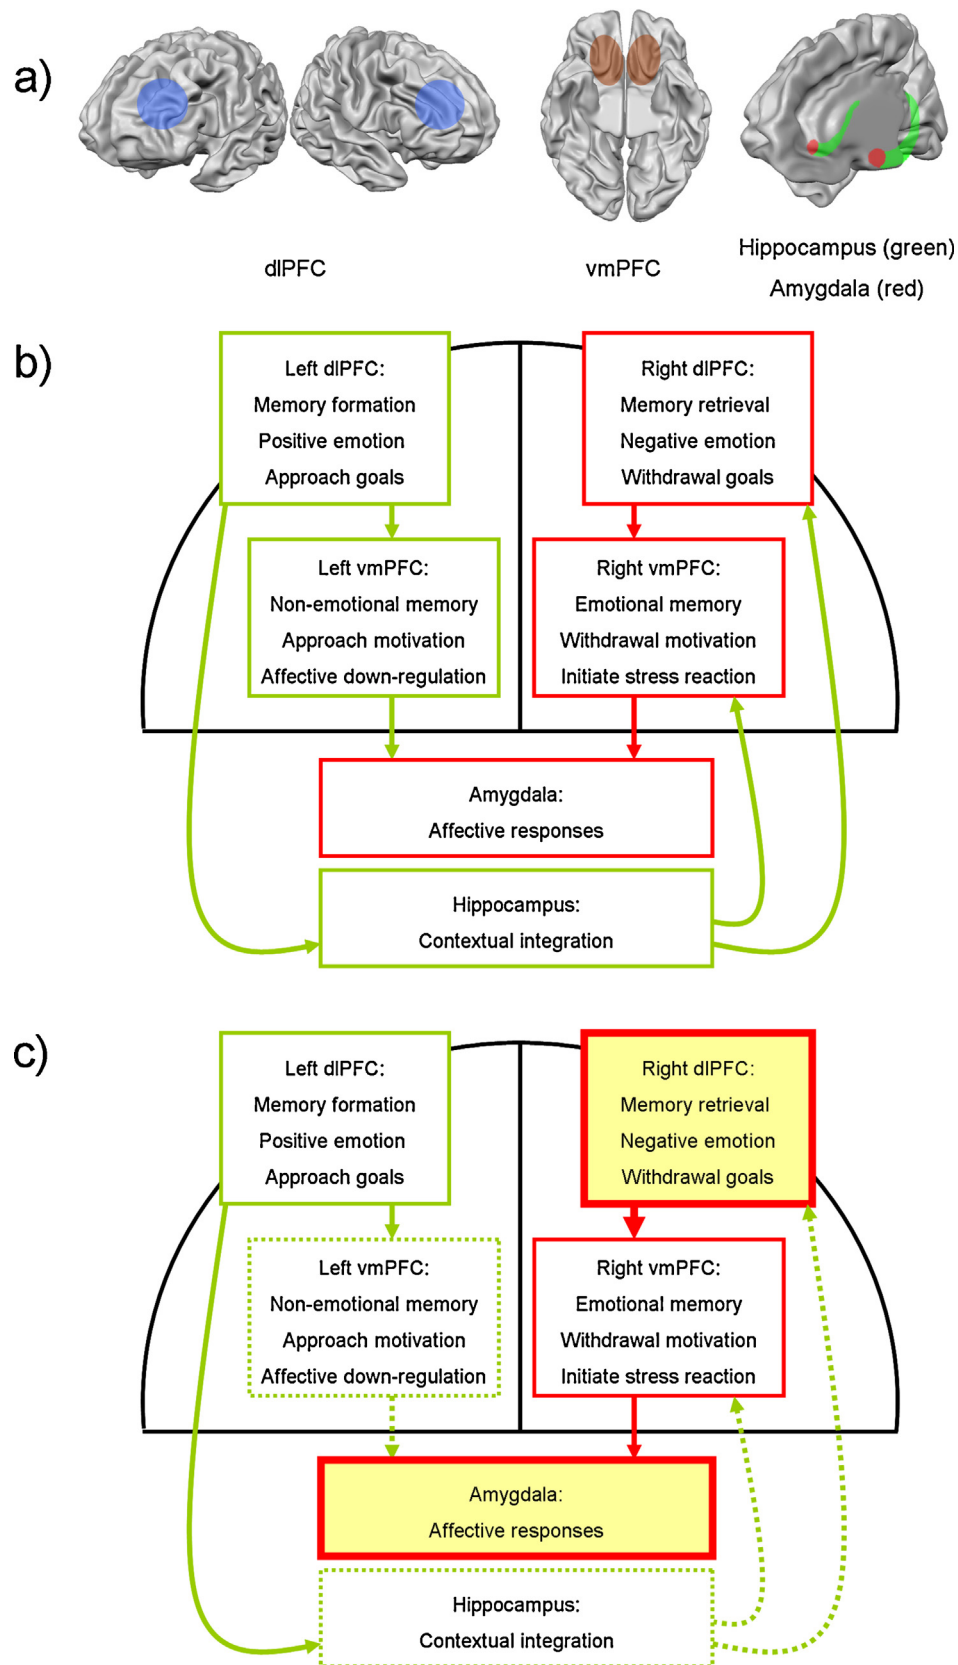 a)
dlPFC
vmPFC
Hippocampus (green)
Amygdala (red)
b)
Left dlPFC:
Memory formation
Positive emotion
Approach goals
Right dlPFC:
Memory retrieval
Negative emotion
Withdrawal goals
Left vmPFC:
Non-emotional memory
Approach motivation
Affective down-regulation
Right vmPFC:
Emotional memory
Withdrawal motivation
Initiate stress reaction
Amygdala:
Affective responses
Hippocampus:
Contextual integration
c)
Left dlPFC:
Memory formation
Positive emotion
Approach goals
Right dlPFC:
Memory retrieval
Negative emotion
Withdrawal goals
Left vmPFC:
Non-emotional memory
Approach motivation
Affective down-regulation
Right vmPFC:
Emotional memory
Withdrawal motivation
Initiate stress reaction
Amygdala:
Affective responses
Hippocampus:
Contextual integration